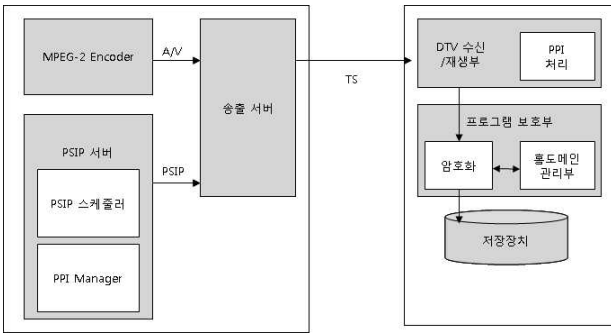 MPEG-2 Encoder
A/V
송출 서버
PSIP 서버
PSIP 스케줄러
PPI Manager
PSIP
TS
DTV 수신
/재생부
PPI
처리
프로그램 보호부
암호화
홈도메인
관리부
저장장치